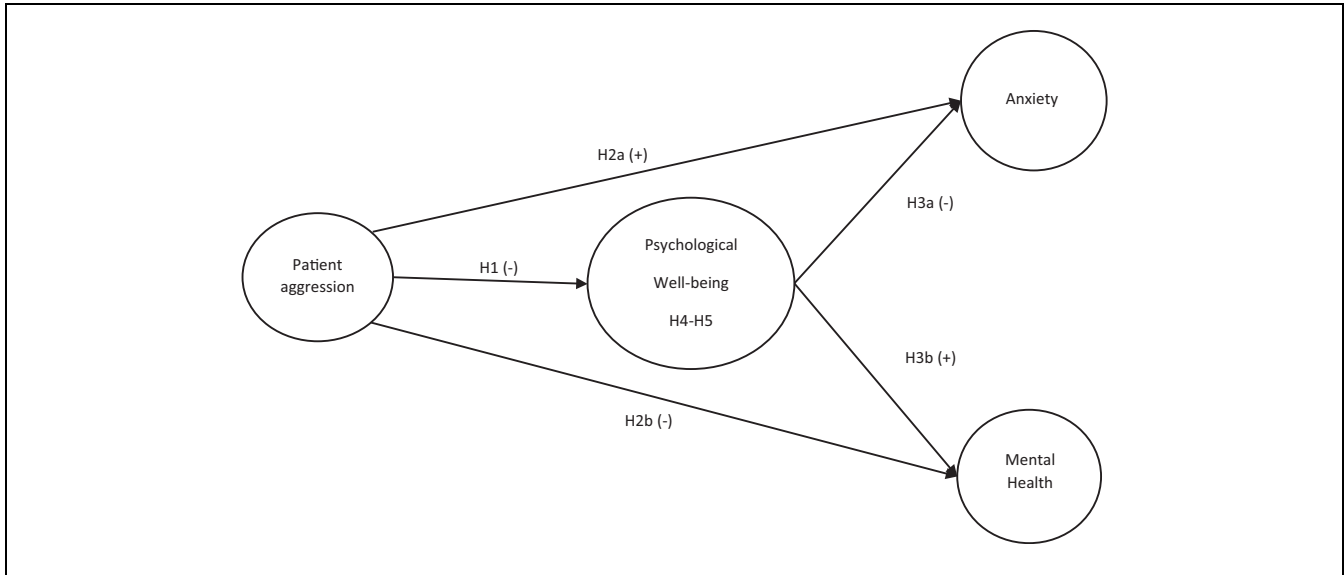 Anxiety
H2a (+)
H3a (-)
Psychological
Well-being
H4-H5
Patient
aggression
H1 (-)
H3b (+)
H2b (-)
Mental
Health